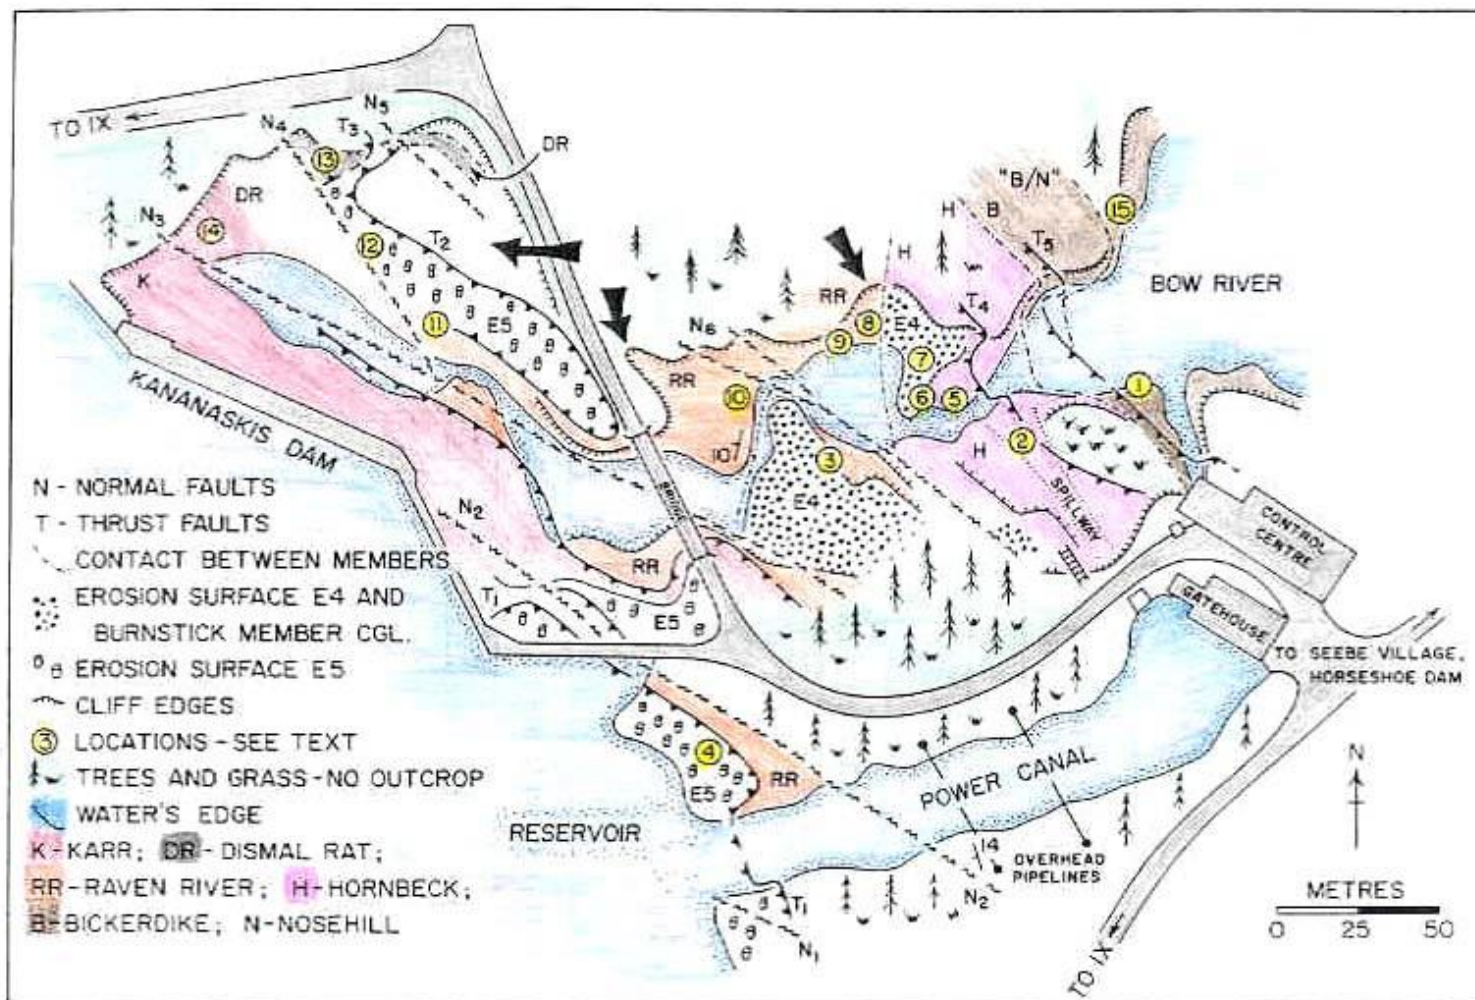 TO IX
N5
N4
T3
13
DR
DR
N3
14
12
T2
K
11
E5
KANANASKIS DAM
"B/N"
H
B
15
T5
H
RR
BOW RIVER
N6
8
E4
T4
9
7
RR
10
6
5
1
110
H
2
3
H
E4
SPILLWAY
BRIDGE
CONTROL
CENTRE
GATEHOUSE
N2
RR
T1
E5
TO SEEBE VILLAGE,
HORSESHOE DAM
4
RR
E5
POWER CANAL
RESERVOIR
14
OVERHEAD
PIPELINES
N
T1
N2
N1
METRES
0 25 50
TO IX
N - NORMAL FAULTS
T - THRUST FAULTS
CONTACT BETWEEN MEMBERS
EROSION SURFACE E4 AND
BURNSTICK MEMBER CGL.
EROSION SURFACE E5
CLIFF EDGES
3 LOCATIONS - SEE TEXT
TREES AND GRASS - NO OUTCROP
WATER'S EDGE
K - KARR; DR - DISMAL RAT;
RR - RAVEN RIVER; H - HORNBECK;
B - BICKERDIKE; N - NOSEHILL